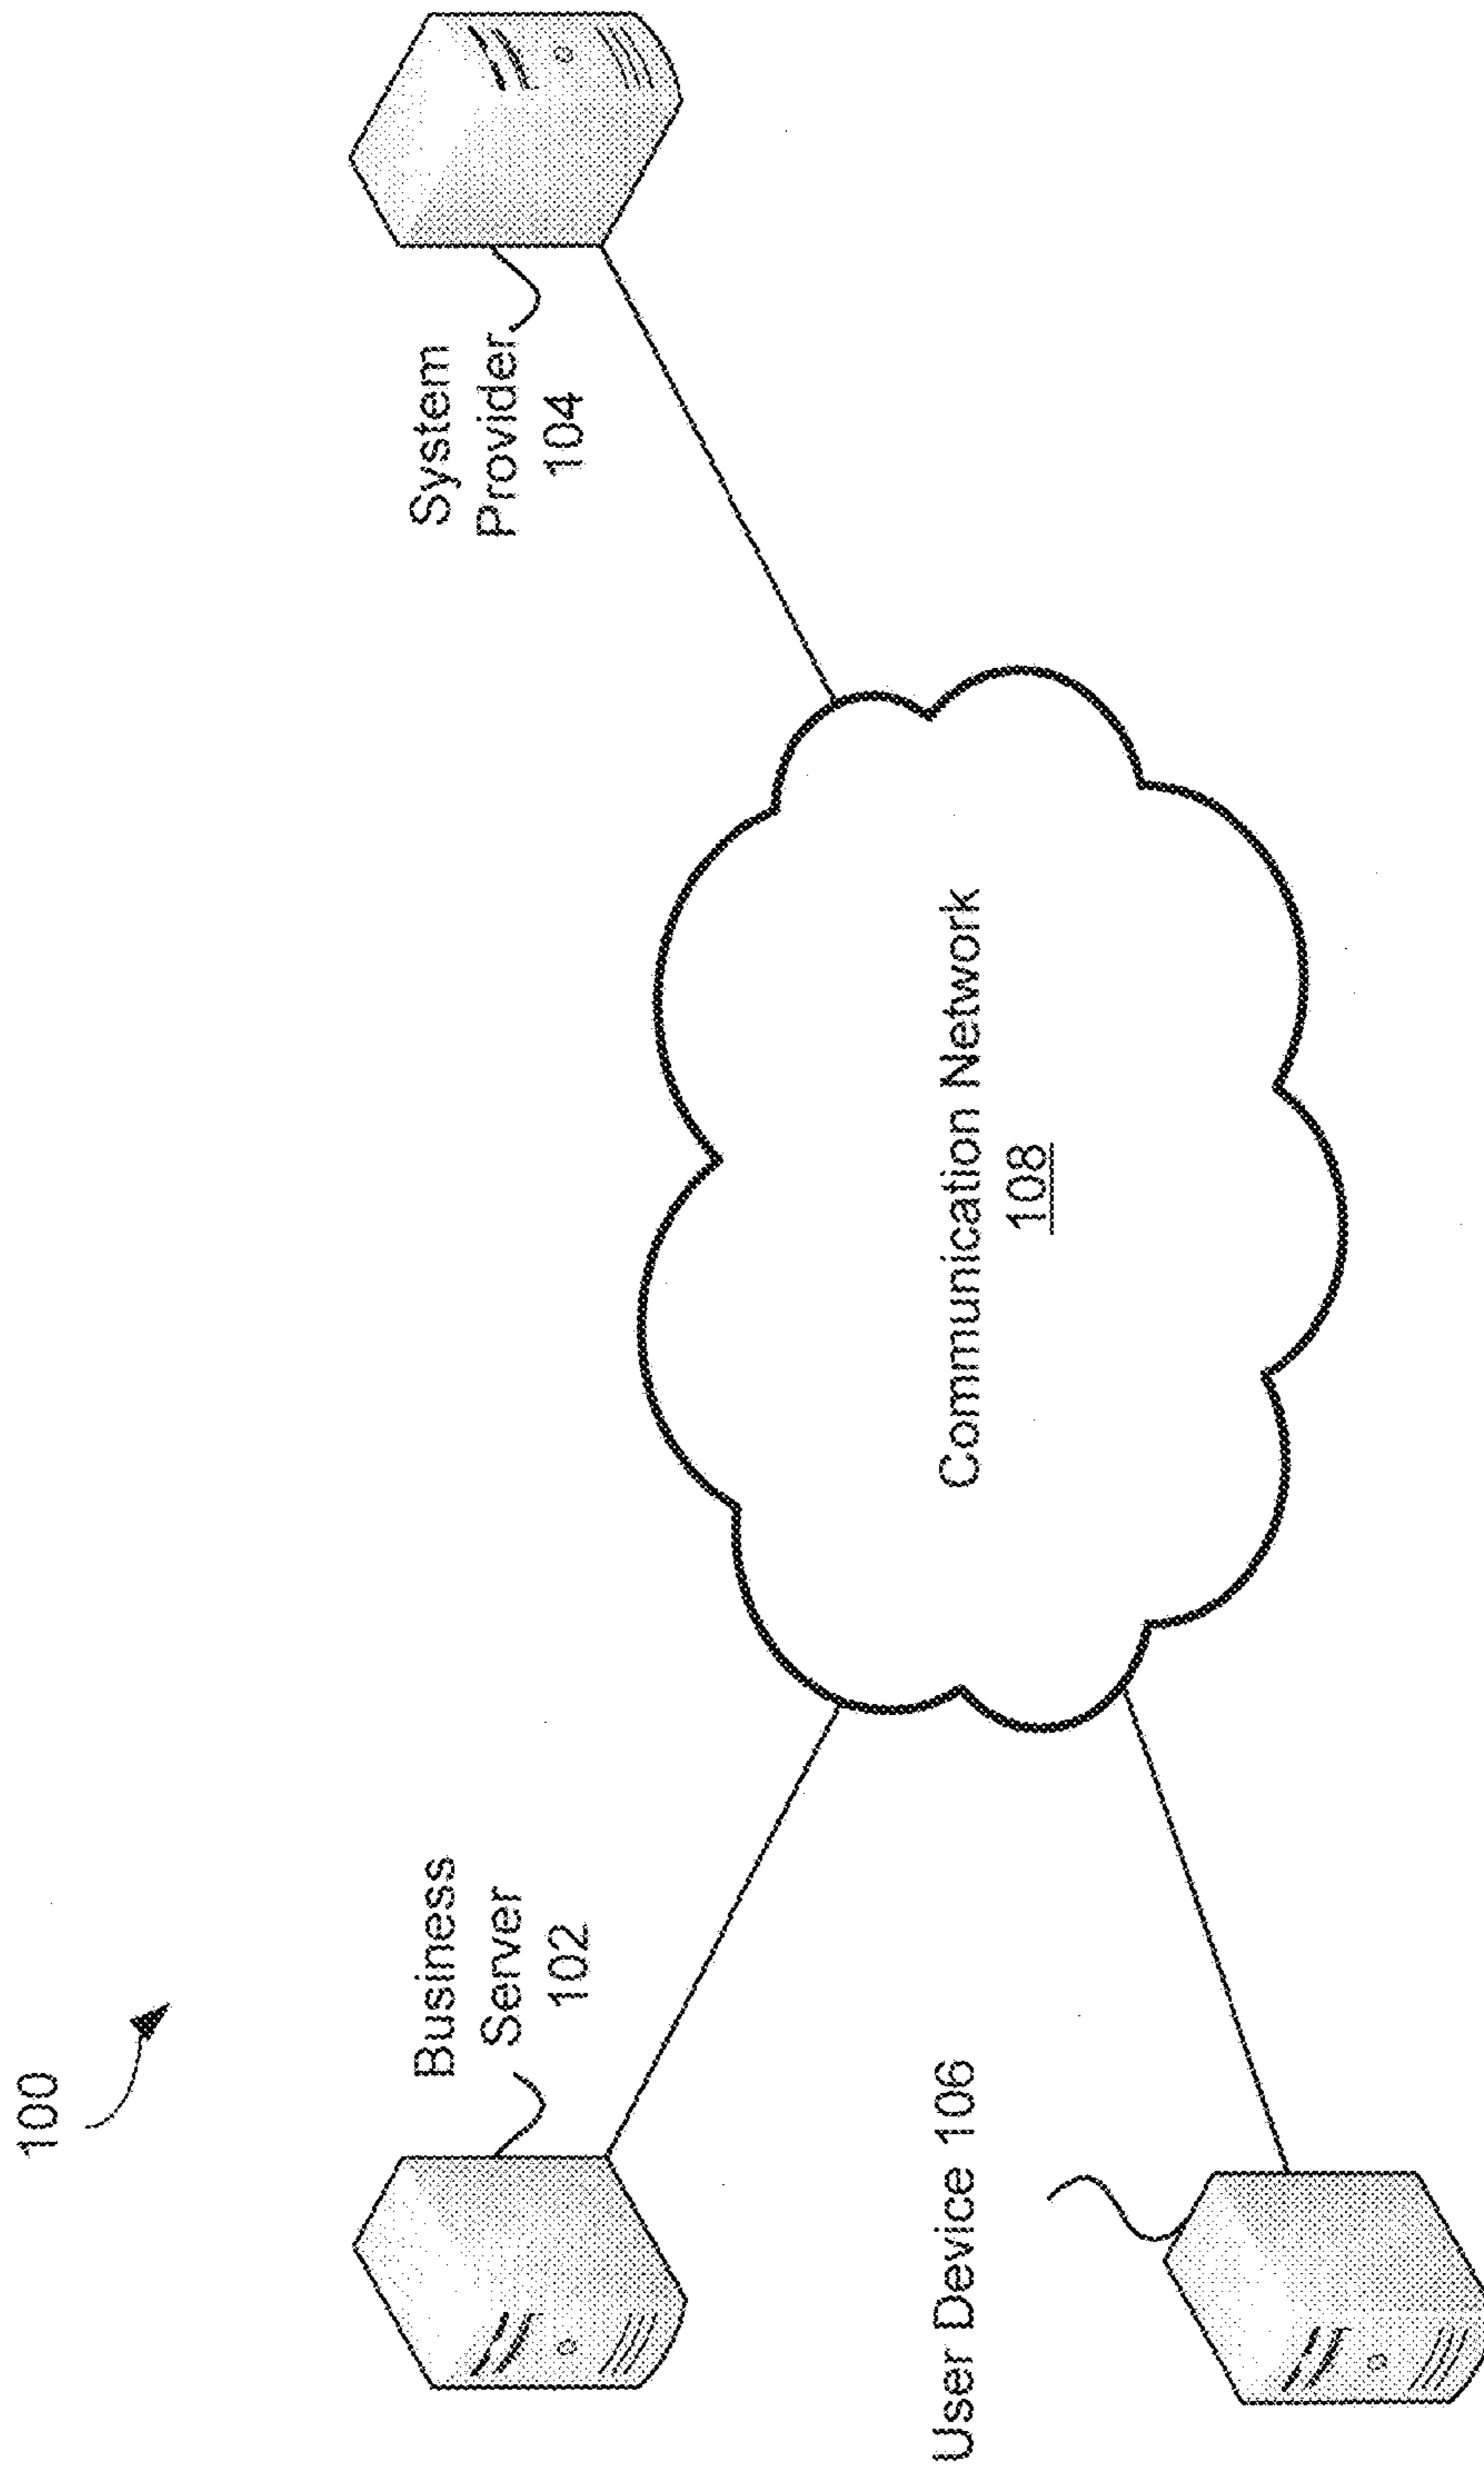 100
Business
Server
102
System
Provider
104
Communication Network
108
User Device 106